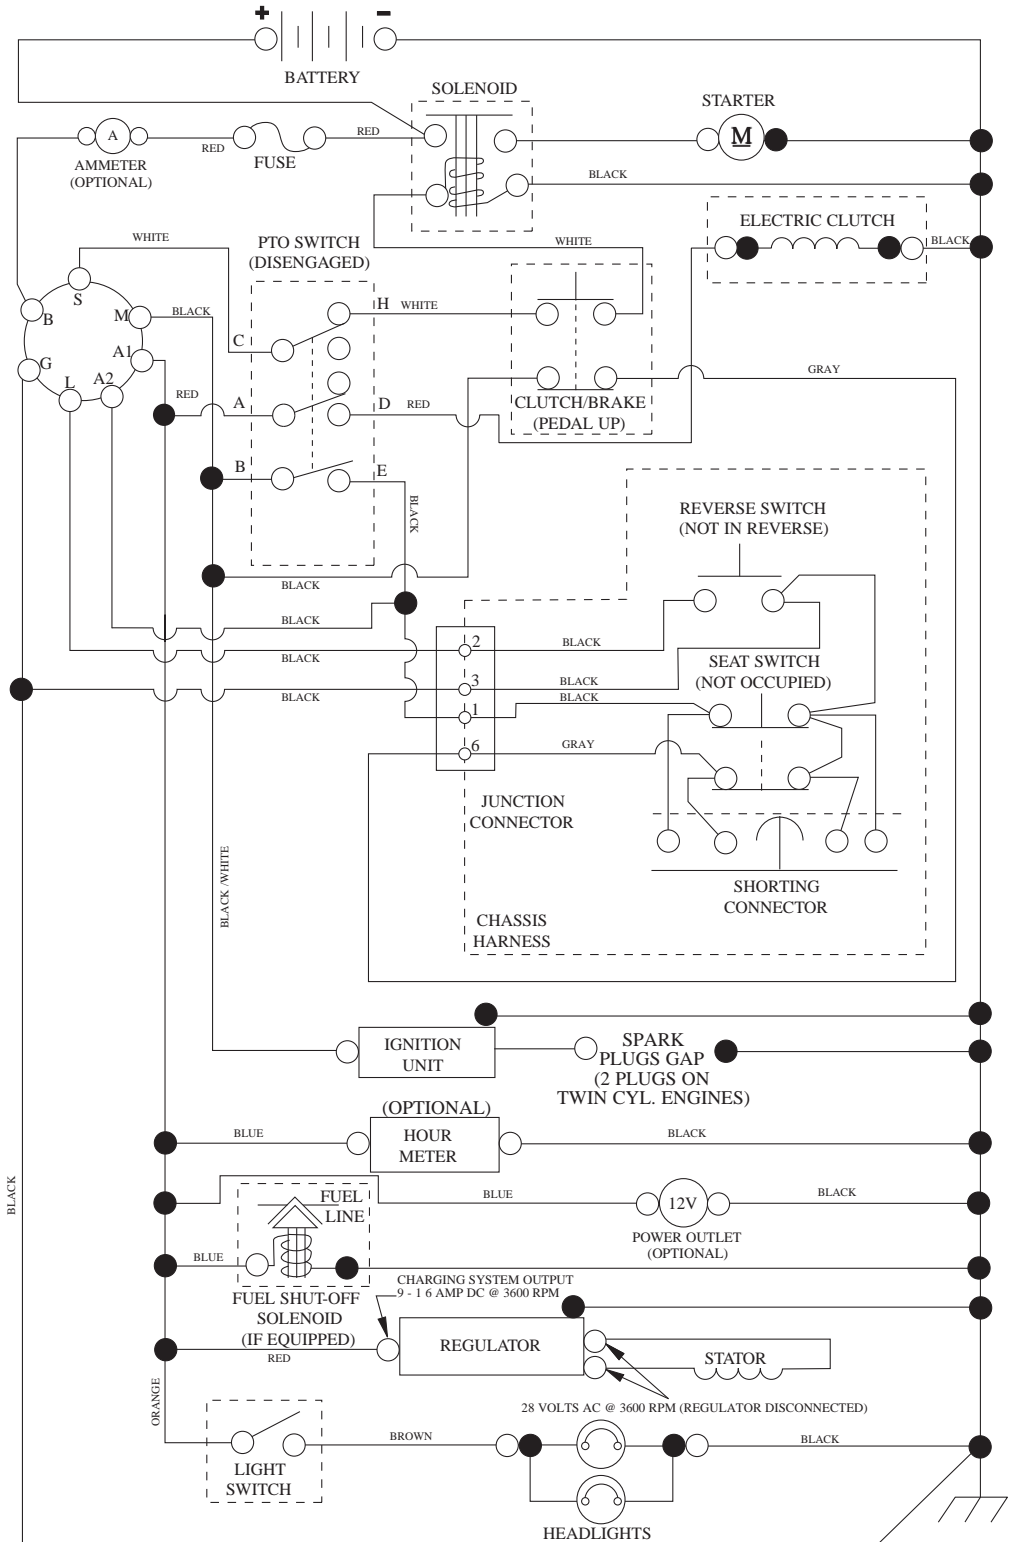 + −
BATTERY
SOLENOID
STARTER
A
RED
FUSE
RED
M
AMMETER
(OPTIONAL)
BLACK
ELECTRIC CLUTCH
BLACK
WHITE
PTO SWITCH
(DISENGAGED)
WHITE
S
B
M
BLACK
H
WHITE
C
G
A1
L
A2
GRAY
RED
A
D
RED
CLUTCH/BRAKE
(PEDAL UP)
B
E
BLACK
REVERSE SWITCH
(NOT IN REVERSE)
BLACK
BLACK
2
BLACK
BLACK
SEAT SWITCH
(NOT OCCUPIED)
3
BLACK
BLACK
BLACK
1
6
GRAY
JUNCTION
CONNECTOR
BLACK /WHITE
SHORTING
CONNECTOR
CHASSIS
HARNESS
IGNITION
UNIT
SPARK
PLUGS GAP
(2 PLUGS ON
TWIN CYL. ENGINES)
(OPTIONAL)
BLUE
HOUR
METER
BLACK
BLACK
FUEL
LINE
BLUE
12V
BLACK
POWER OUTLET
(OPTIONAL)
BLUE
CHARGING SYSTEM OUTPUT
9 - 1 6 AMP DC @ 3600 RPM
FUEL SHUT-OFF
SOLENOID
(IF EQUIPPED)
RED
REGULATOR
STATOR
ORANGE
28 VOLTS AC @ 3600 RPM (REGULATOR DISCONNECTED)
BROWN
BLACK
LIGHT
SWITCH
HEADLIGHTS